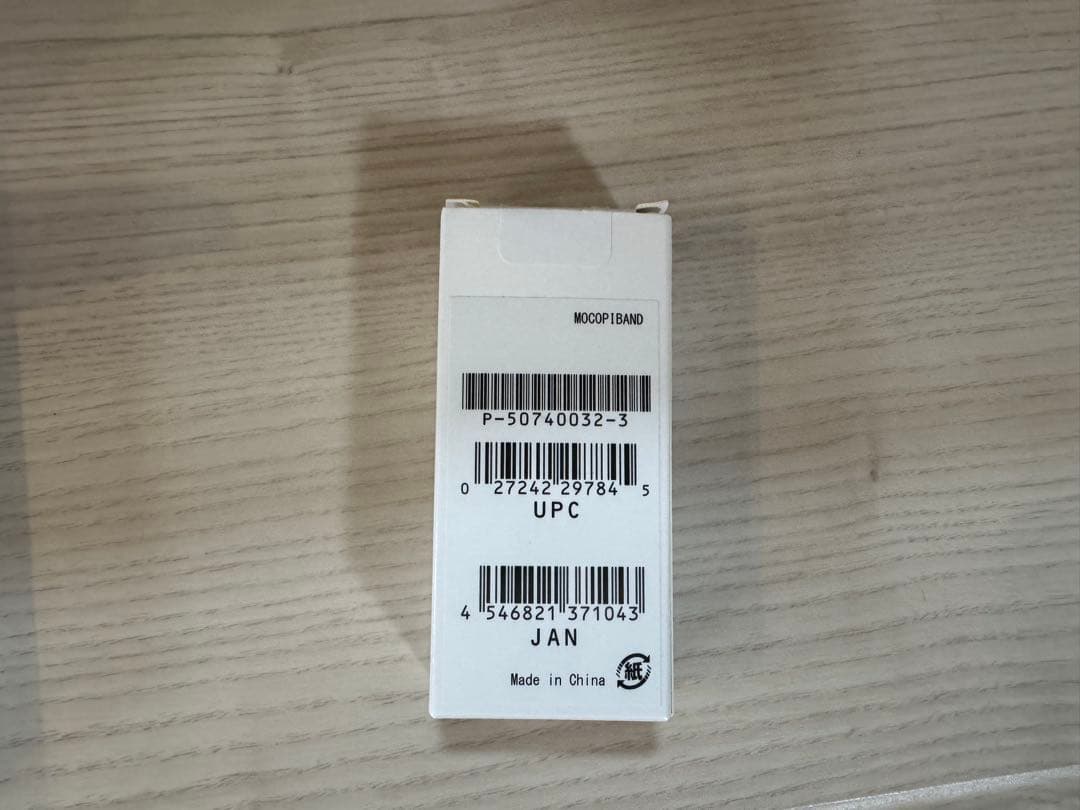 MOCOPIBAND
P-50740032-3
0 27242 29784 5
UPC
4 546821 371043
JAN
Made in China
紙